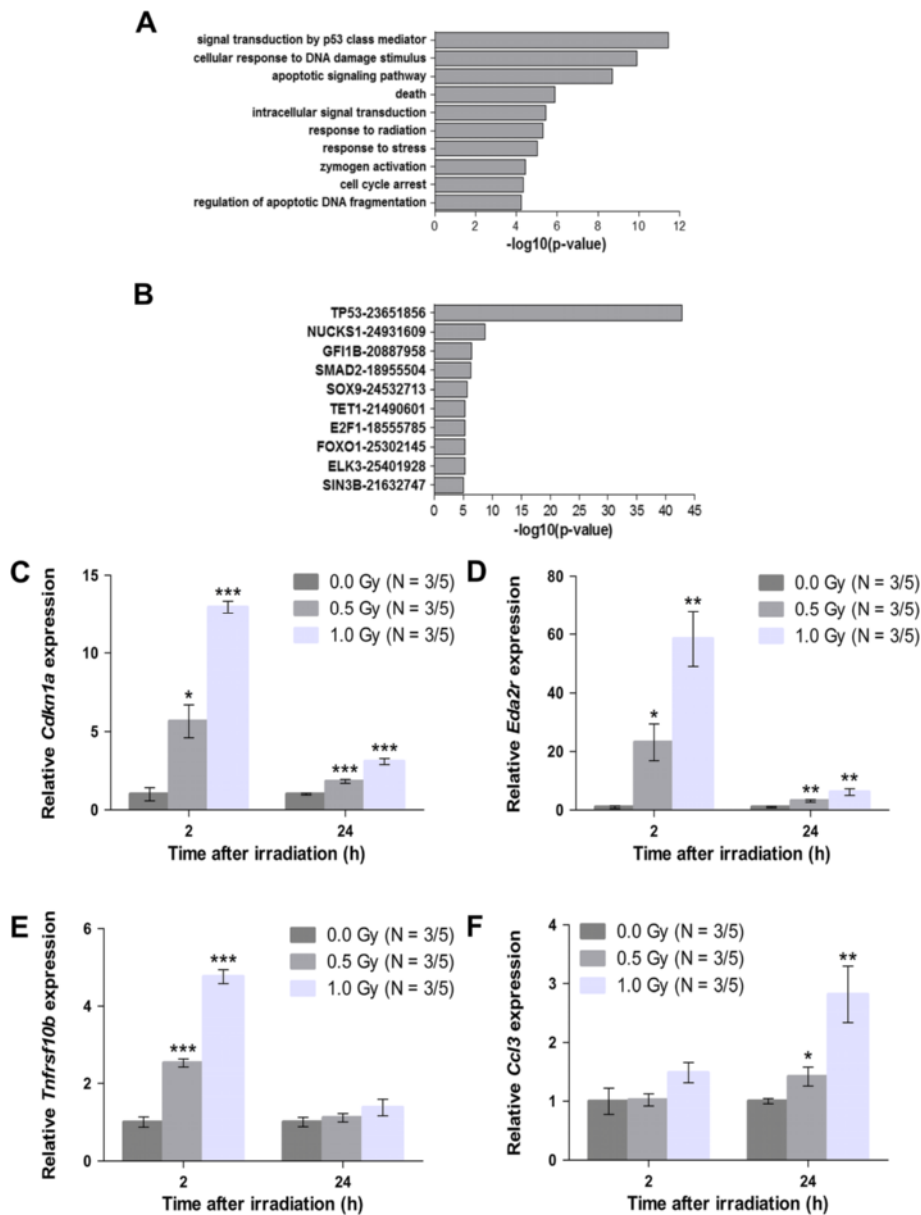 A
signal transduction by p53 class mediator
cellular response to DNA damage stimulus
apoptotic signaling pathway
death
intracellular signal transduction
response to radiation
response to stress
zymogen activation
cell cycle arrest
regulation of apoptotic DNA fragmentation
0 2 4 6 8 10 12
-log10(p-value)
B
TP53-23651856
NUCKS1-24931609
GFI1B-20887958
SMAD2-18955504
SOX9-24532713
TET1-21490601
E2F1-18555785
FOXO1-25302145
ELK3-25401928
SIN3B-21632747
0 5 10 15 20 25 30 35 40 45
-log10(p-value)
C
Relative Cdkn1a expression
15
10
5
0
0.0 Gy (N = 3/5)
0.5 Gy (N = 3/5)
1.0 Gy (N = 3/5)
*
***
***
***
2 24
Time after irradiation (h)
D
Relative Eda2r expression
80
60
40
20
0
0.0 Gy (N = 3/5)
0.5 Gy (N = 3/5)
1.0 Gy (N = 3/5)
*
**
**
**
2 24
Time after irradiation (h)
E
Relative Tnfrsf10b expression
6
4
2
0
0.0 Gy (N = 3/5)
0.5 Gy (N = 3/5)
1.0 Gy (N = 3/5)
***
***
2 24
Time after irradiation (h)
F
Relative Ccl3 expression
4
3
2
1
0
0.0 Gy (N = 3/5)
0.5 Gy (N = 3/5)
1.0 Gy (N = 3/5)
*
**
2 24
Time after irradiation (h)